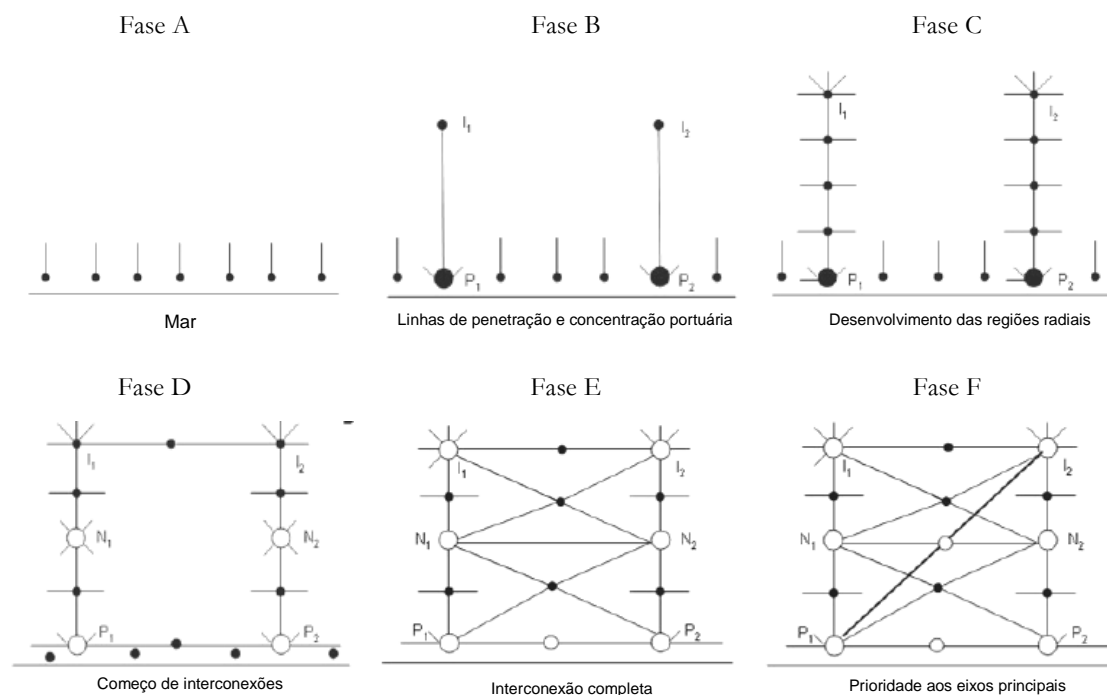 Fase A
Fase B
Fase C
I₁
I₂
I₁
I₂
P₁
P₂
P₁
P₂
Mar
Linhas de penetração e concentração portuária
Desenvolvimento das regiões radiais
Fase D
Fase E
Fase F
I₁
I₂
I₁
I₂
I₁
I₂
N₁
N₂
N₁
N₂
N₁
N₂
P₁
P₂
P₁
P₂
P₁
P₂
Começo de interconexões
Interconexão completa
Prioridade aos eixos principais